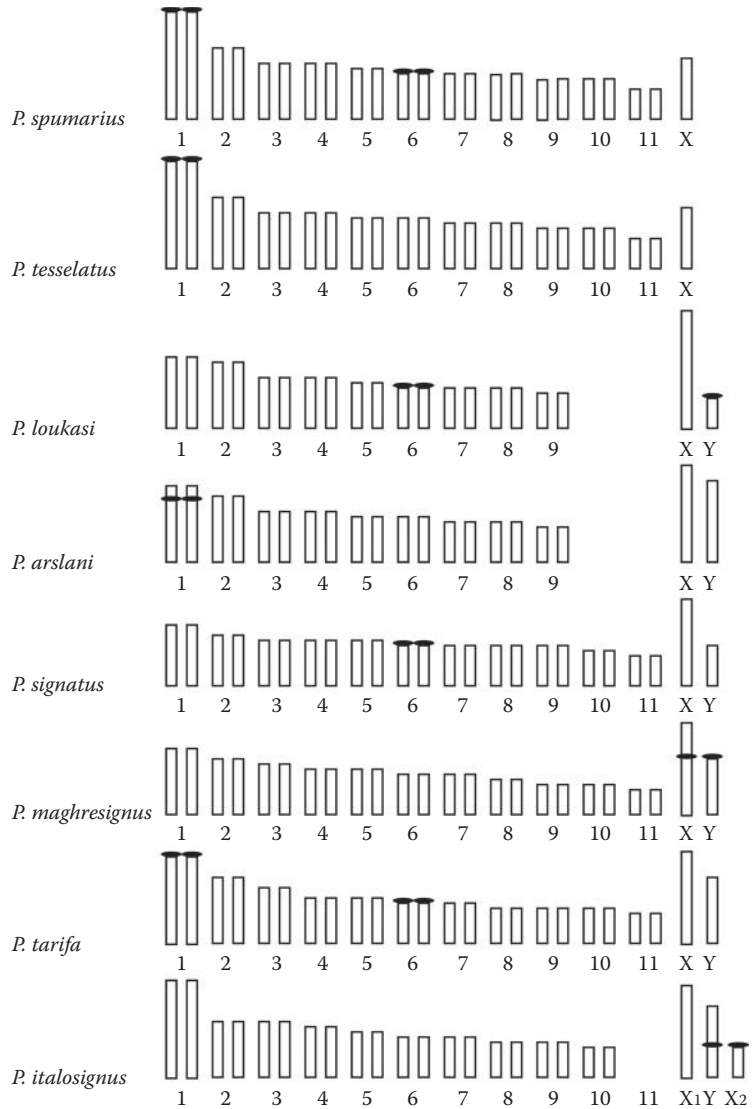 P. spumarius
1 2 3 4 5 6 7 8 9 10 11 X
P. tesselatus
1 2 3 4 5 6 7 8 9 10 11 X
P. loukasi
1 2 3 4 5 6 7 8 9 X Y
P. arslani
1 2 3 4 5 6 7 8 9 X Y
P. signatus
1 2 3 4 5 6 7 8 9 10 11 X Y
P. maghresignus
1 2 3 4 5 6 7 8 9 10 11 X Y
P. tarifa
1 2 3 4 5 6 7 8 9 10 11 X Y
P. italosignus
1 2 3 4 5 6 7 8 9 10 11 X1 Y X2